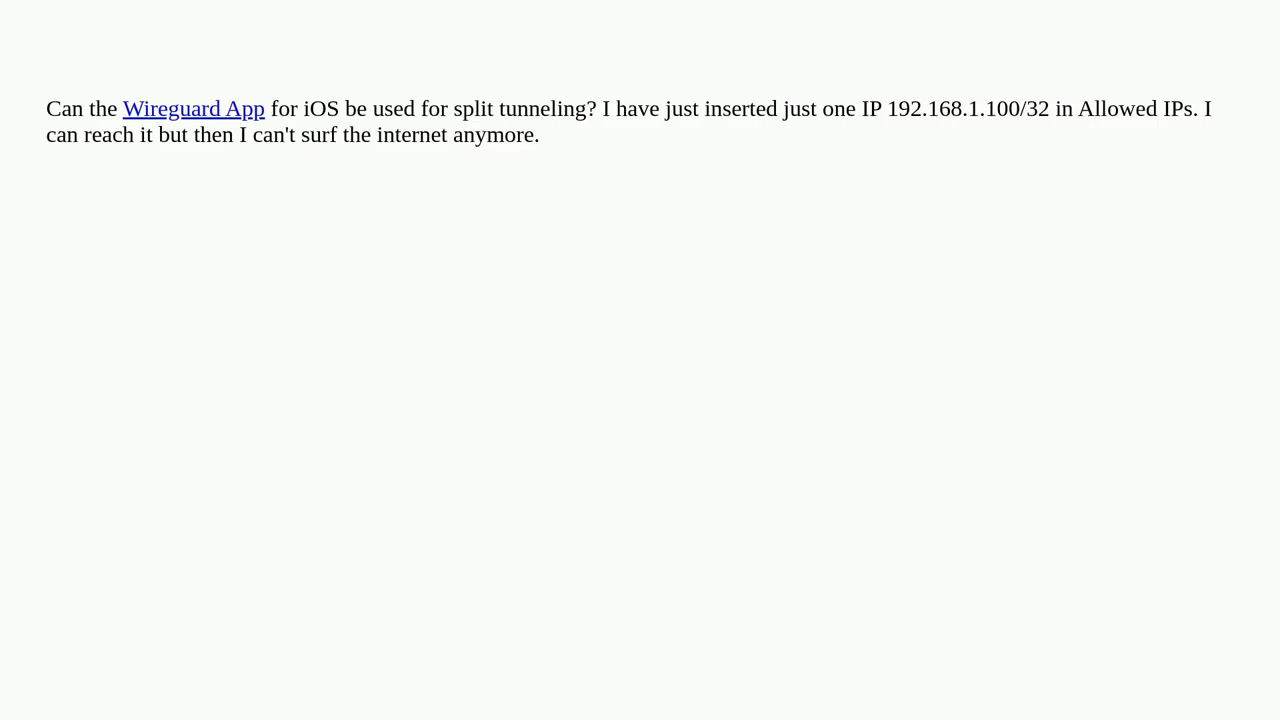 Can the Wireguard App for iOS be used for split tunneling? I have just inserted just one IP 192.168.1.100/32 in Allowed IPs. I
can reach it but then I can't surf the internet anymore.